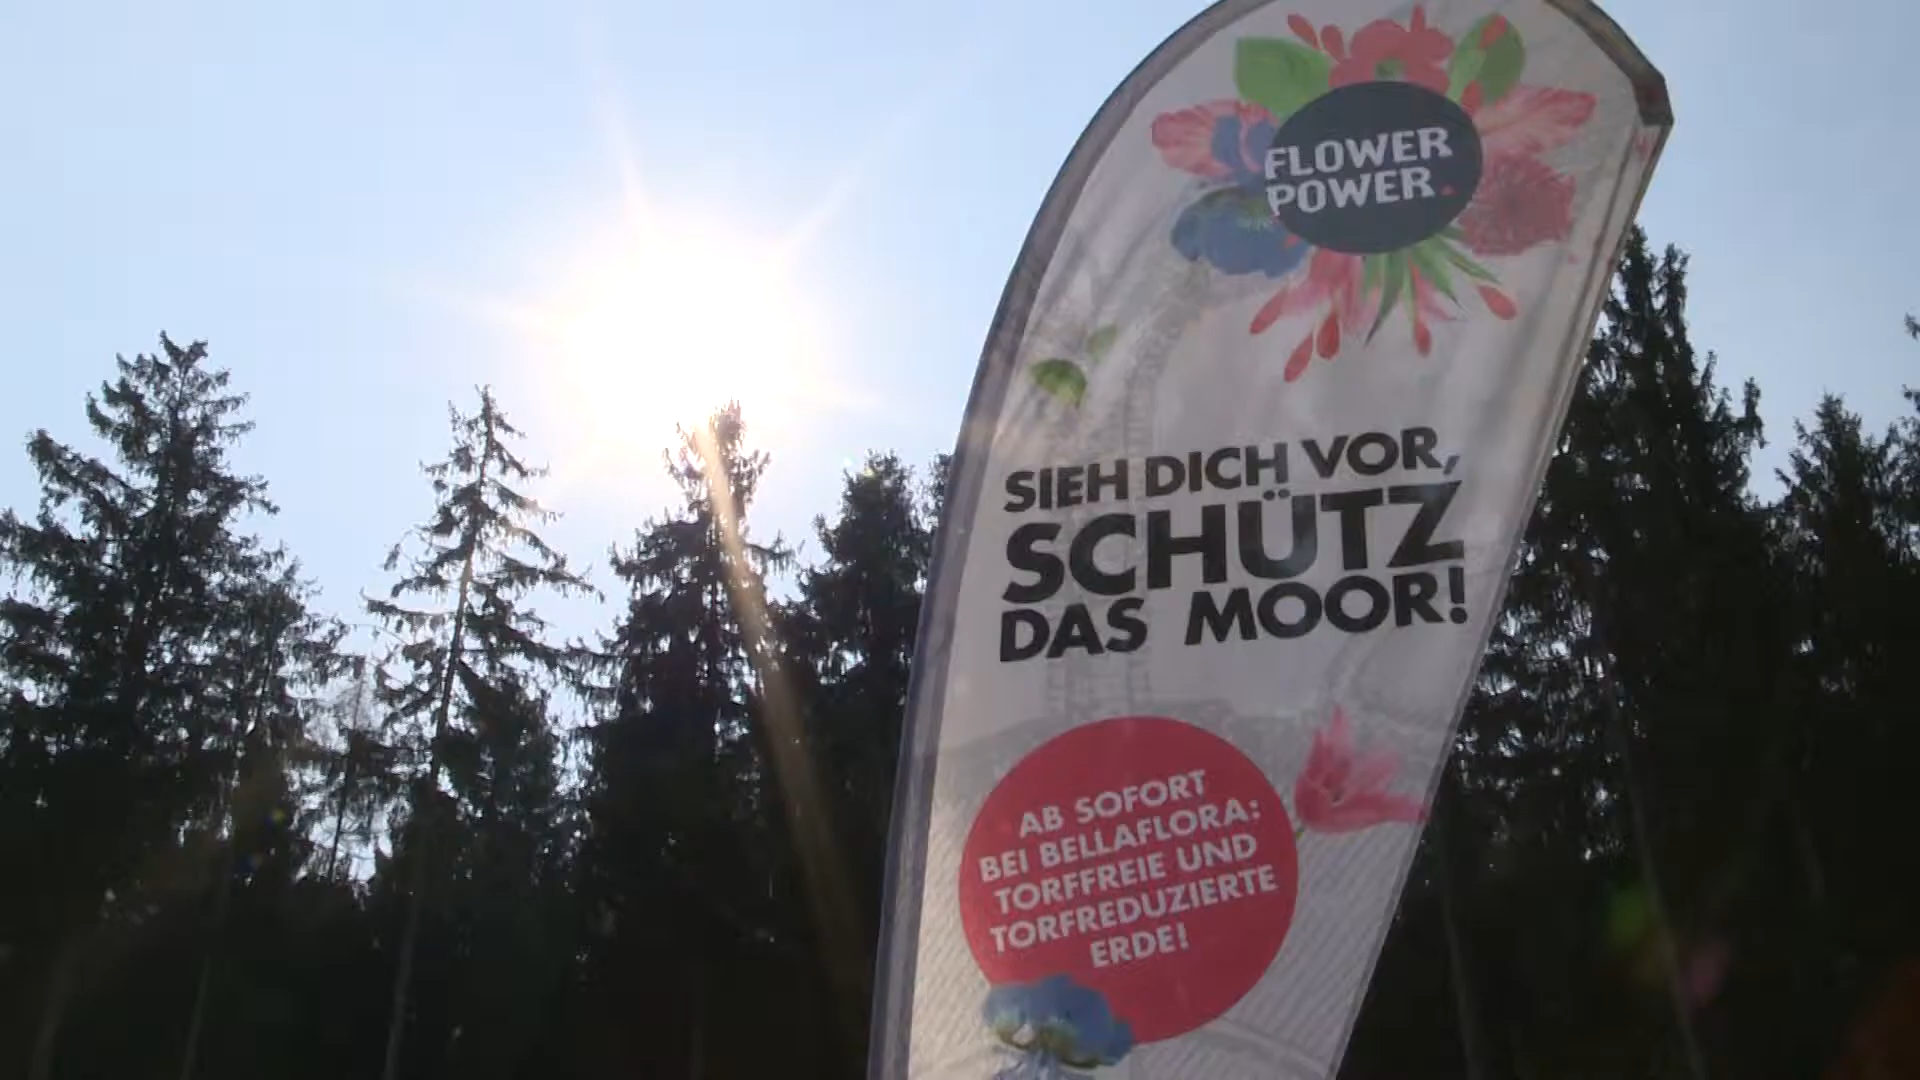 FLOWER
POWER.
SIEH DICH VOR,
SCHÜTZ
DAS MOOR!
AB SOFORT
BEI BELLAFLORA:
TORFFREIE UND
TORFREDUZIERTE
ERDE!